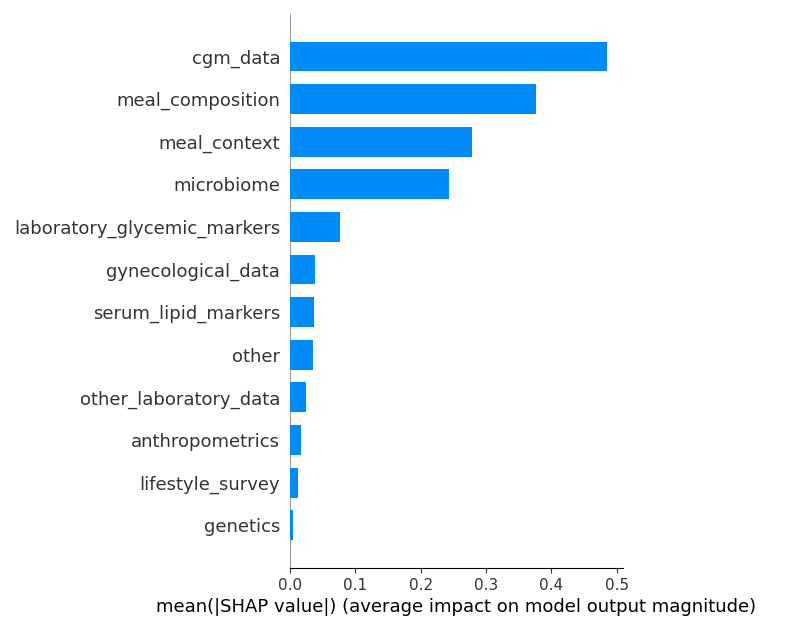 cgm_data
meal_composition
meal_context
microbiome
laboratory_glycemic_markers
gynecological_data
serum_lipid_markers
other
other_laboratory_data
anthropometrics
lifestyle_survey
genetics
0.0 0.1 0.2 0.3 0.4 0.5
mean(|SHAP value|) (average impact on model output magnitude)